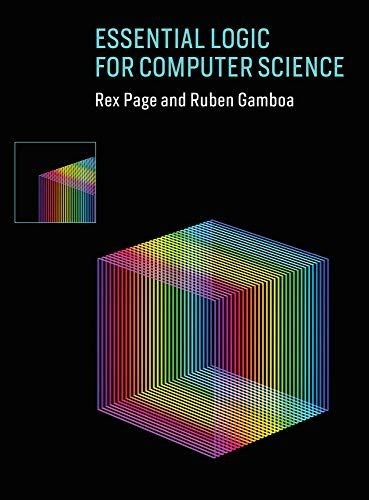 ESSENTIAL LOGIC
FOR COMPUTER SCIENCE
Rex Page and Ruben Gamboa